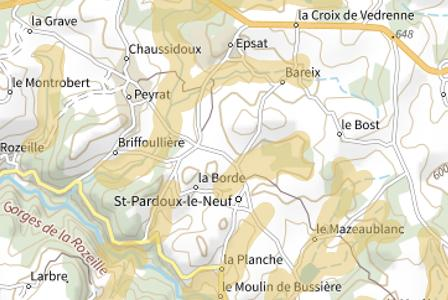 la Croix de Vedrenne
la Grave
648
Epsat
Chaussidoux
Bareix
le Montrobert
Peyrat
le Bost
Briffoullière
Rozeille
600
la Borde
St-Pardoux-le-Neuf
Gorges de la Rozeille
le Mazeaublanc
la Planche
Larbre
le Moulin de Bussière